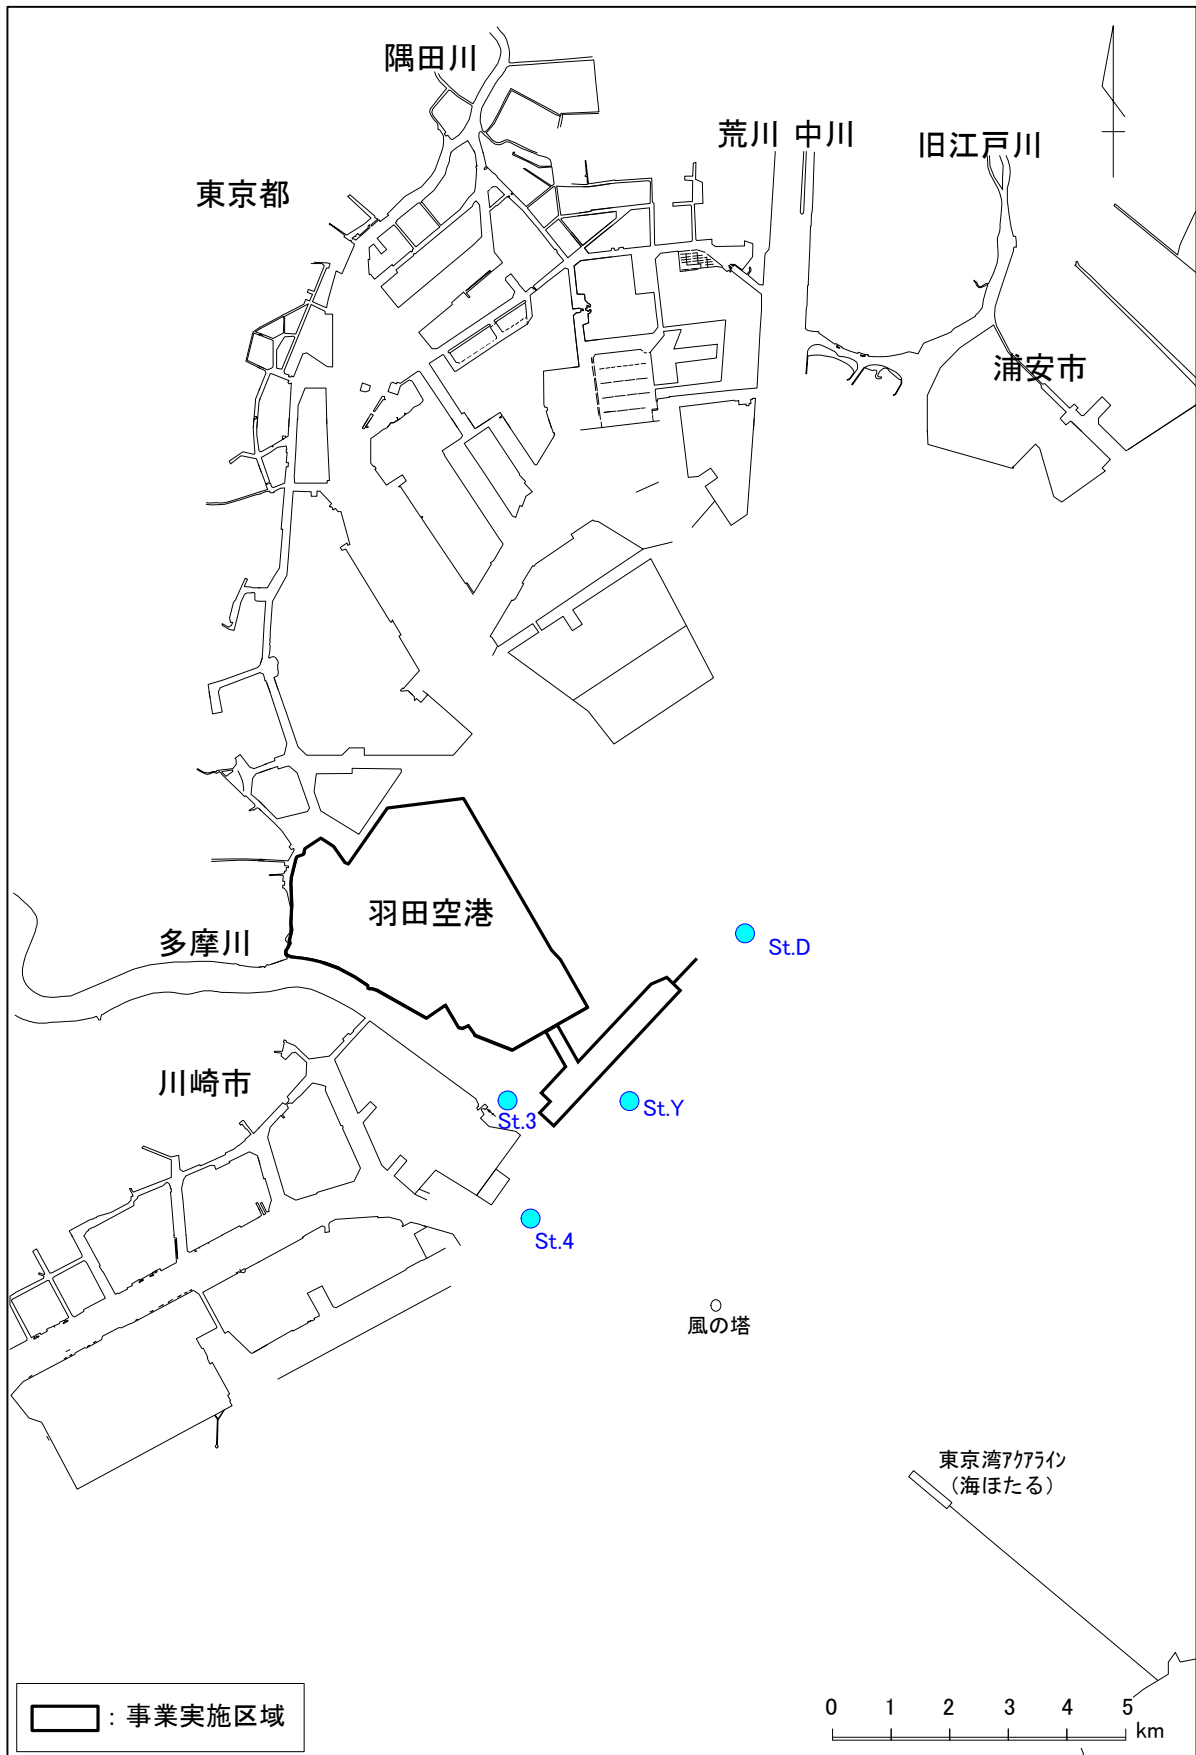 隅田川
荒川 中川
旧江戸川
東京都
浦安市
羽田空港
多摩川
St.D
川崎市
St.3
St.Y
St.4
風の塔
東京湾アクアライン
（海ほたる）
：事業実施区域
0 1 2 3 4 5
km